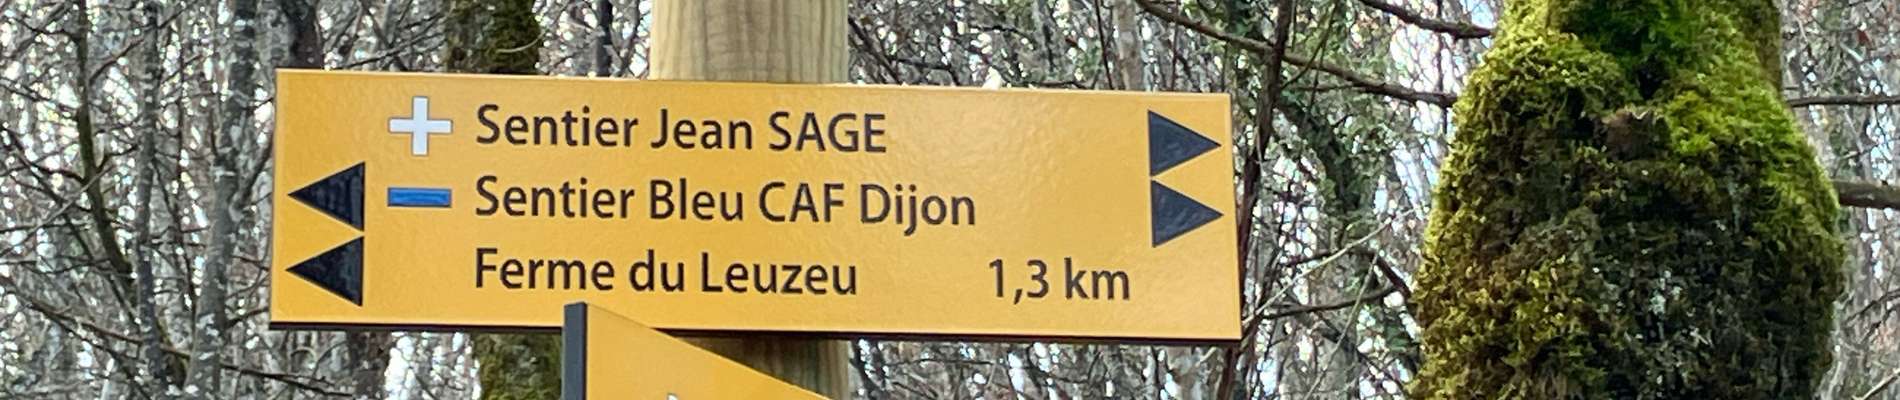 Sentier Jean SAGE
Sentier Bleu CAF Dijon
Ferme du Leuzeu 1,3 km